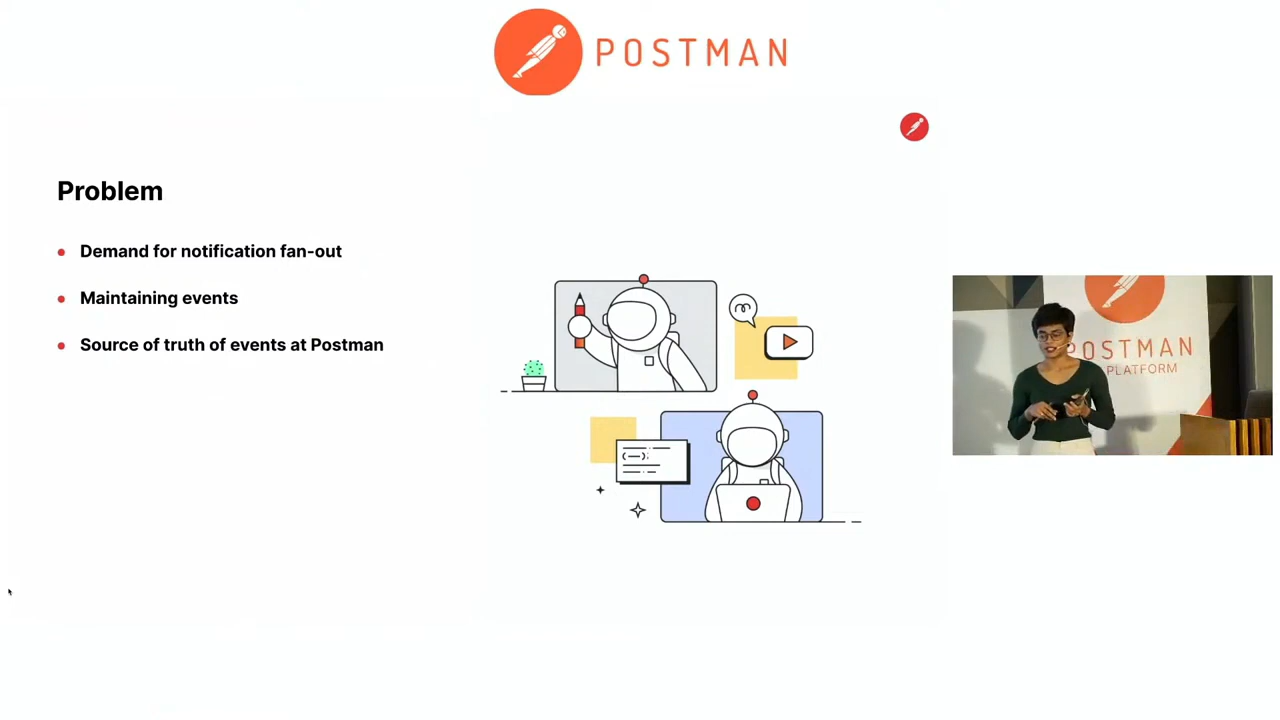 POSTMAN
Problem
Demand for notification fan-out
Maintaining events
Source of truth of events at Postman
POSTMAN
PLATFORM